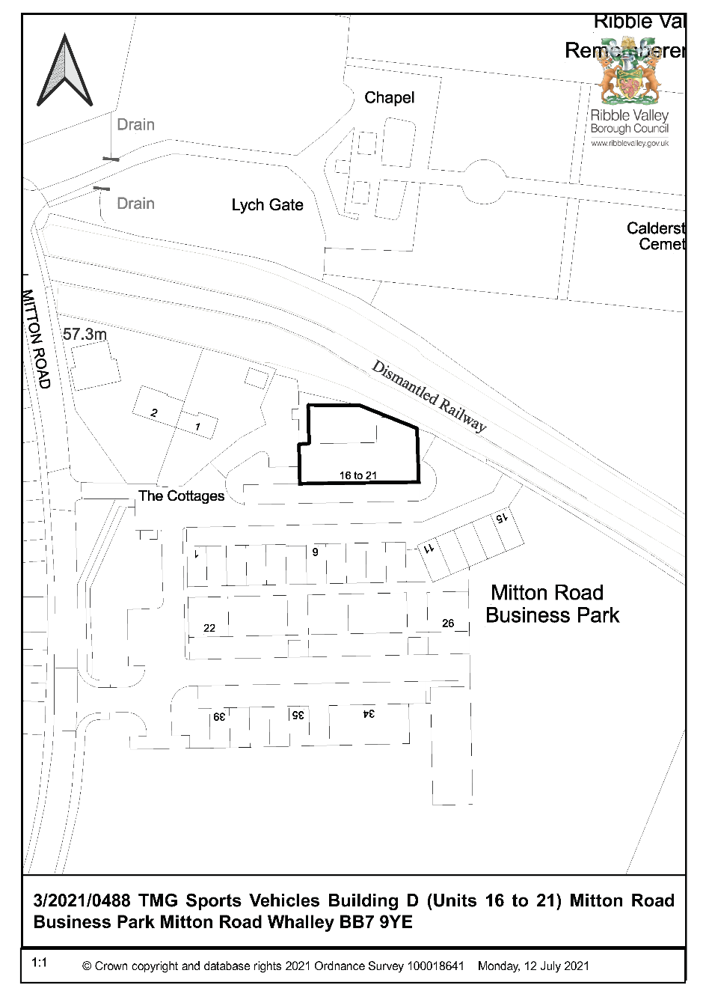 Ribble Val
Rememberer
Chapel
Ribble Valley
Borough Council
www.ribblevalley.gov.uk
Drain
Drain
Lych Gate
Calderst
Cemet
MITTON ROAD
57.3m
Dismantled Railway
2
1
16 to 21
The Cottages
15
11
1
9
Mitton Road
Business Park
22
26
39
35
34
3/2021/0488 TMG Sports Vehicles Building D (Units 16 to 21) Mitton Road
Business Park Mitton Road Whalley BB7 9YE
1:1
© Crown copyright and database rights 2021 Ordnance Survey 100018641 Monday, 12 July 2021